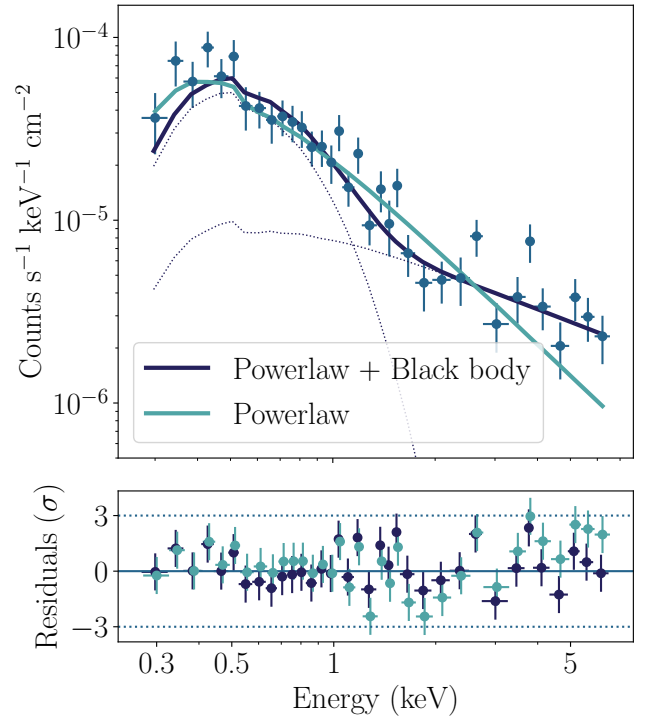 10⁻⁴
10⁻⁵
10⁻⁶
Counts s⁻¹ keV⁻¹ cm⁻²
Powerlaw + Black body
Powerlaw
3
0
−3
Residuals (σ)
0.3 0.5 1 5
Energy (keV)